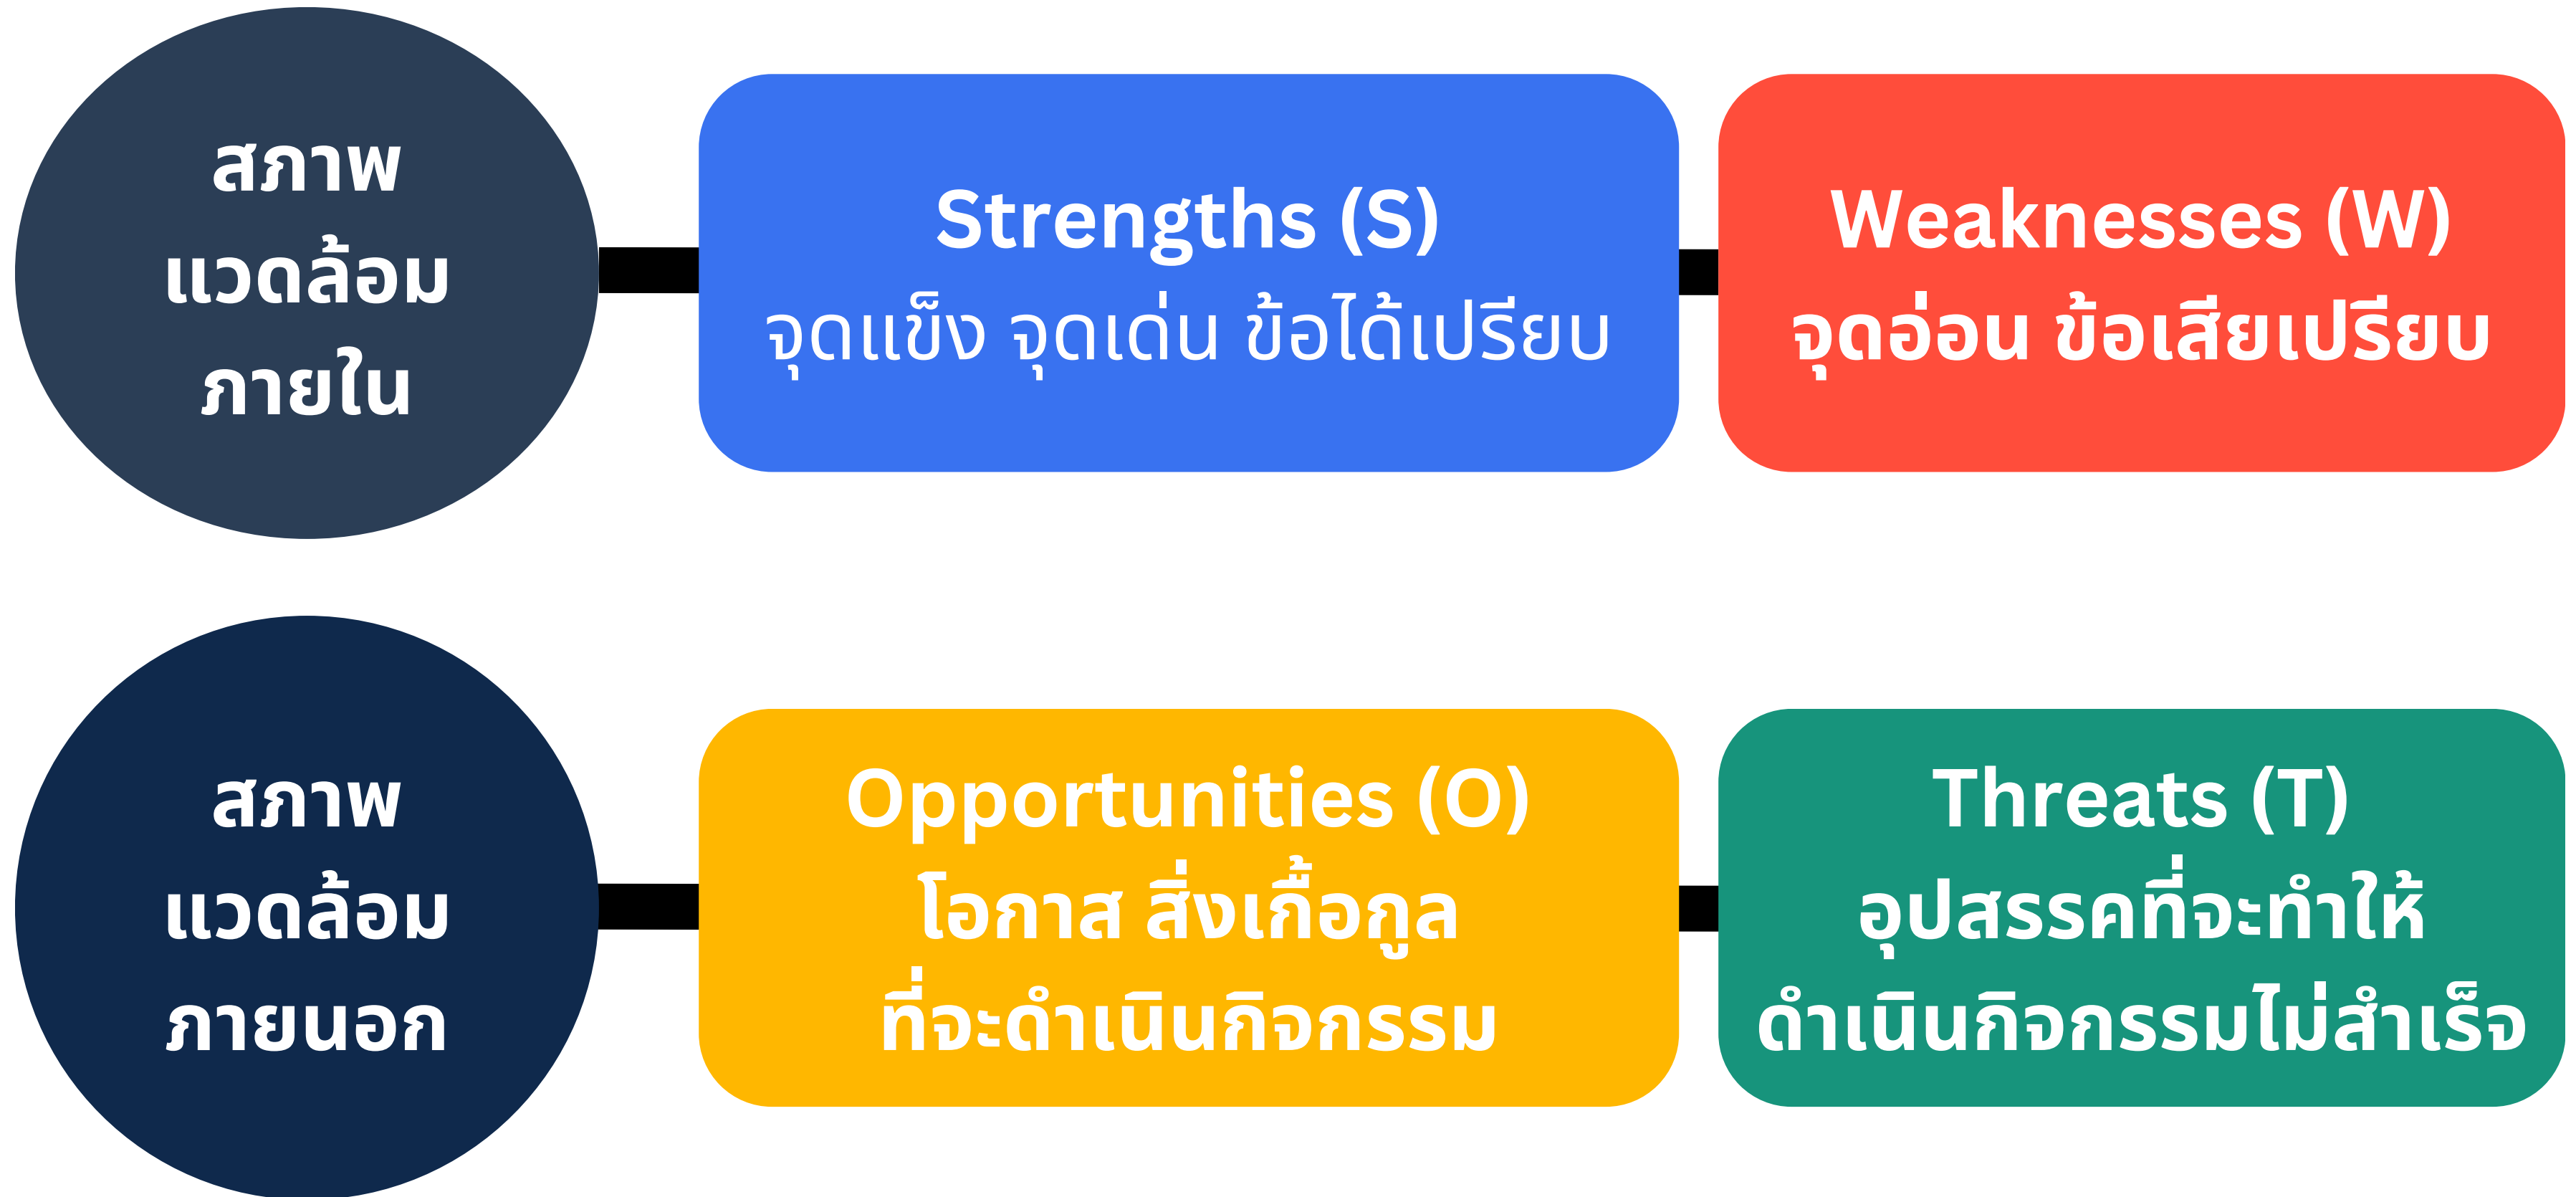 สภาพ
แวดล้อม
ภายใน
Strengths (S)
จุดแข็ง จุดเด่น ข้อได้เปรียบ
Weaknesses (W)
จุดอ่อน ข้อเสียเปรียบ
สภาพ
แวดล้อม
ภายนอก
Opportunities (O)
โอกาส สิ่งเกื้อกูล
ที่จะดำเนินกิจกรรม
Threats (T)
อุปสรรคที่จะทำให้
ดำเนินกิจกรรมไม่สำเร็จ